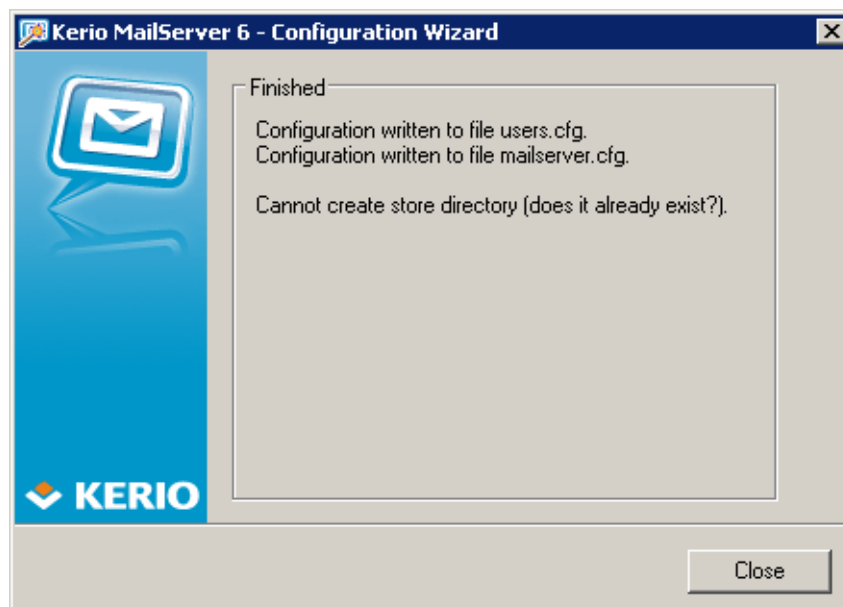 Kerio MailServer 6 - Configuration Wizard
Finished
Configuration written to file users.cfg.
Configuration written to file mailserver.cfg.
Cannot create store directory (does it already exist?).
KERIO
Close